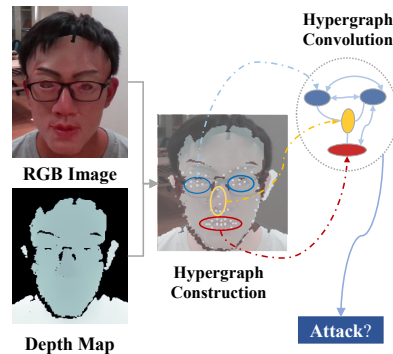 Hypergraph
Convolution
RGB Image
Hypergraph
Construction
Depth Map
Attack?